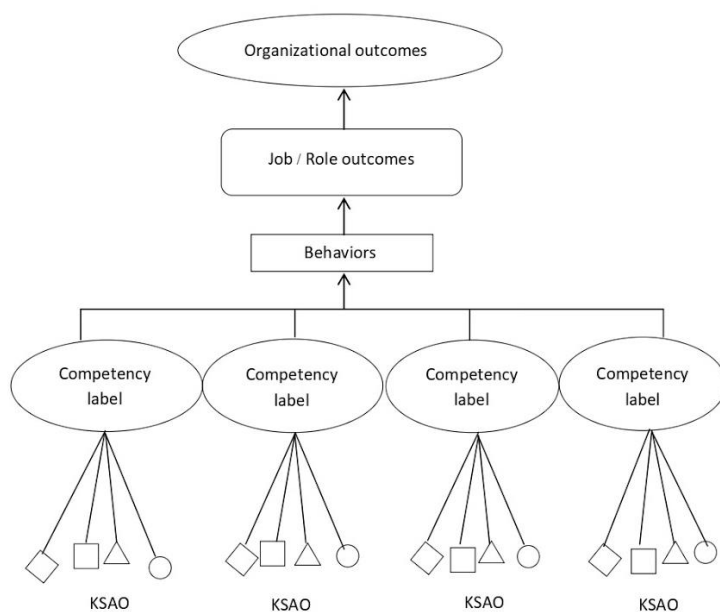 Organizational outcomes
Job / Role outcomes
Behaviors
Competency
label
Competency
label
Competency
label
Competency
label
KSAO
KSAO
KSAO
KSAO